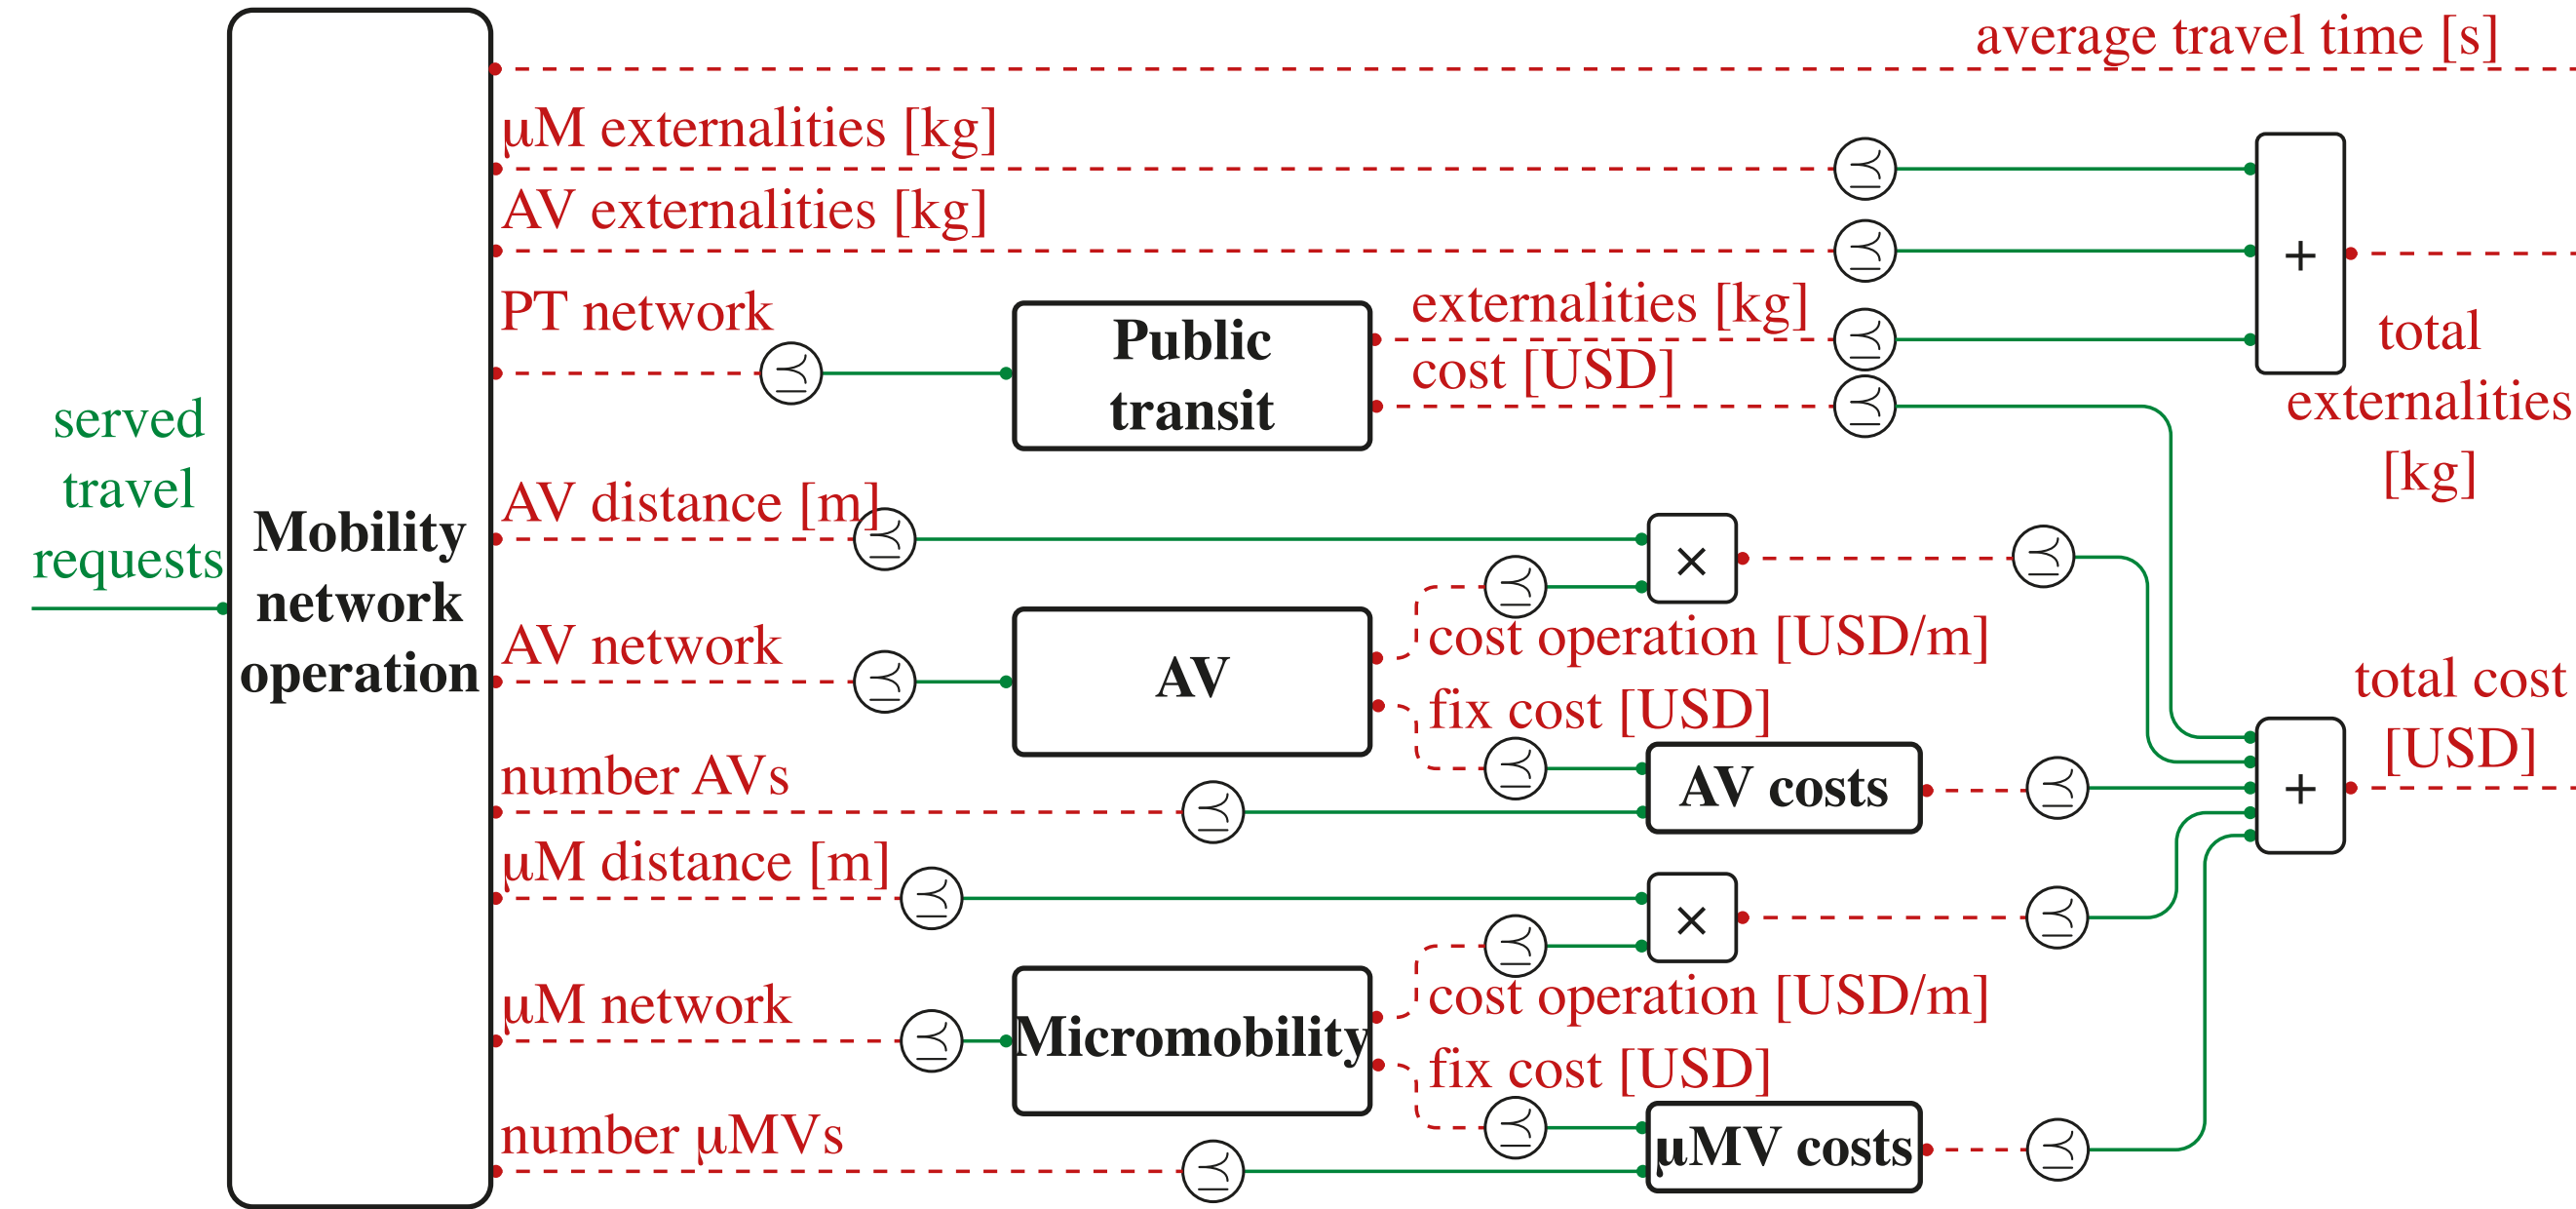 average travel time [s]
μM externalities [kg]
AV externalities [kg]
PT network
⪯
Public
transit
externalities [kg]
cost [USD]
⪯
⪯
⪯
⪯
+
total
externalities
[kg]
served
travel
requests
Mobility
network
operation
AV distance [m]
⪯
×
⪯
⪯
cost operation [USD/m]
AV network
⪯
AV
fix cost [USD]
⪯
AV costs
⪯
number AVs
⪯
total cost
[USD]
+
μM distance [m]
⪯
×
⪯
⪯
cost operation [USD/m]
μM network
⪯
Micromobility
fix cost [USD]
⪯
μMV costs
⪯
number μMVs
⪯